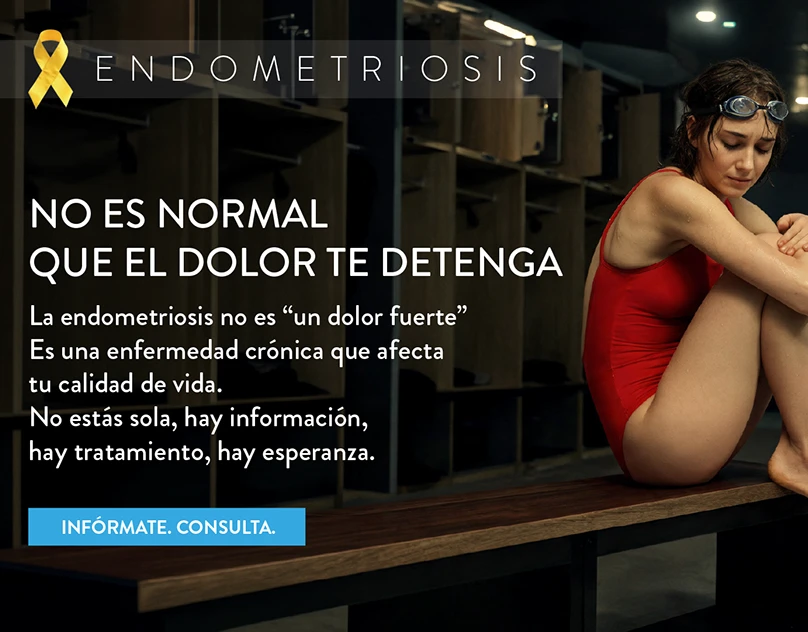 ENDOMETRIOSIS
NO ES NORMAL
QUE EL DOLOR TE DETENGA
La endometriosis no es “un dolor fuerte”
Es una enfermedad crónica que afecta
tu calidad de vida.
No estás sola, hay información,
hay tratamiento, hay esperanza.
INFÓRMATE. CONSULTA.